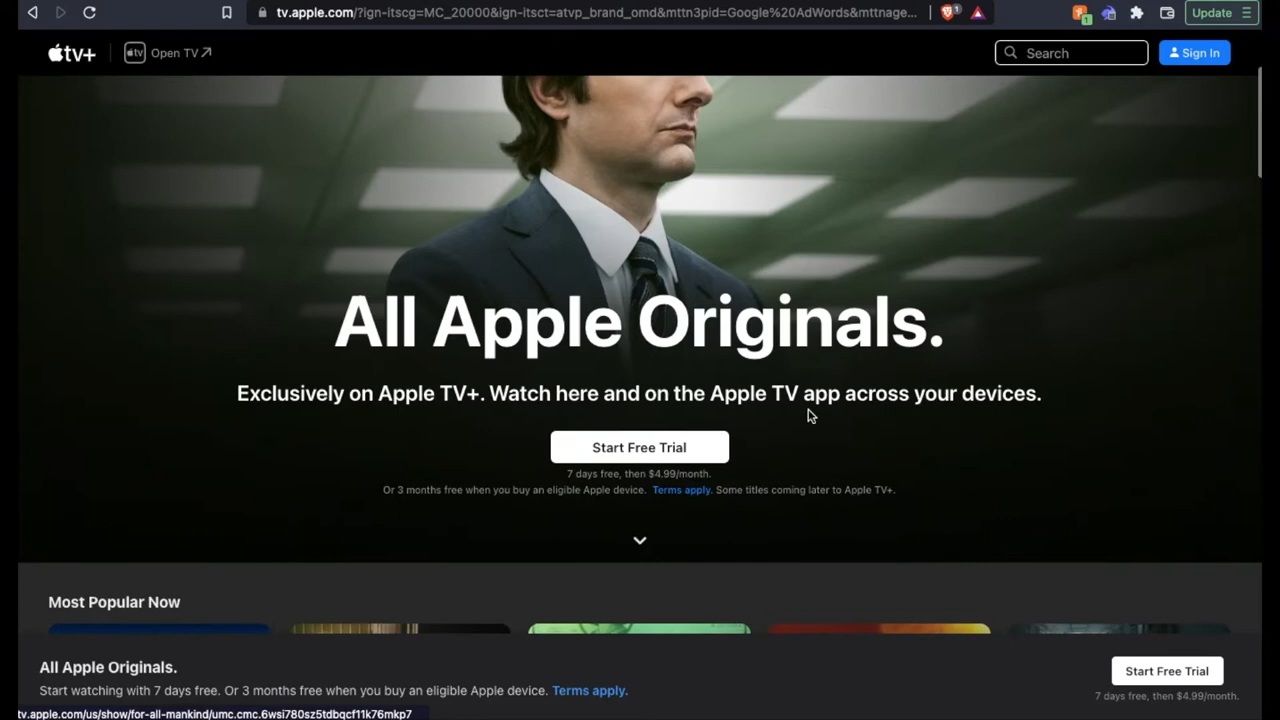 tv.apple.com/?ign-itscg=MC_20000&ign-itsct=atvp_brand_omd&mttn3pid=Google%20AdWords&mttnage...
1
1
Update
tv+
tv
Open TV
Search
Sign In
All Apple Originals.
Exclusively on Apple TV+. Watch here and on the Apple TV app across your devices.
Start Free Trial
7 days free, then $4.99/month.
Or 3 months free when you buy an eligible Apple device. Terms apply. Some titles coming later to Apple TV+.
Most Popular Now
All Apple Originals.
Start watching with 7 days free. Or 3 months free when you buy an eligible Apple device. Terms apply.
Start Free Trial
7 days free, then $4.99/month.
tv.apple.com/us/show/for-all-mankind/umc.cmc.6wsi780sz5tdbqcf11k76mkp7